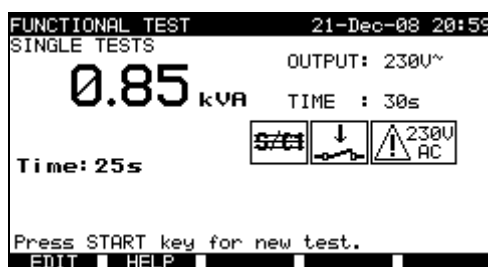 FUNCTIONAL TEST 21-Dec-08 20:59
SINGLE TESTS
OUTPUT: 230V~
0.85 kVA
TIME : 30s
S/C1
230V
AC
Time:25s
Press START key for new test.
EDIT HELP